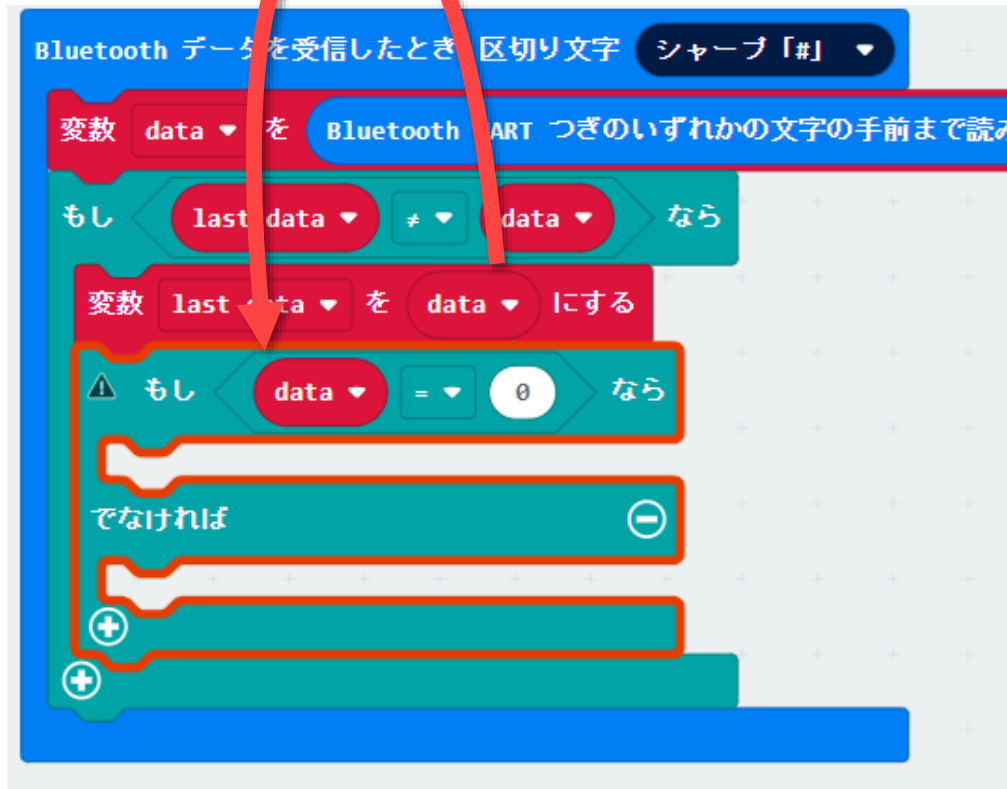 Bluetooth データを受信したとき 区切り文字 シャープ「#」
変数 data を Bluetooth UART つぎのいずれかの文字の手前まで読み
もし last data ≠ data なら
変数 last data を data にする
もし data = 0 なら
でなければ